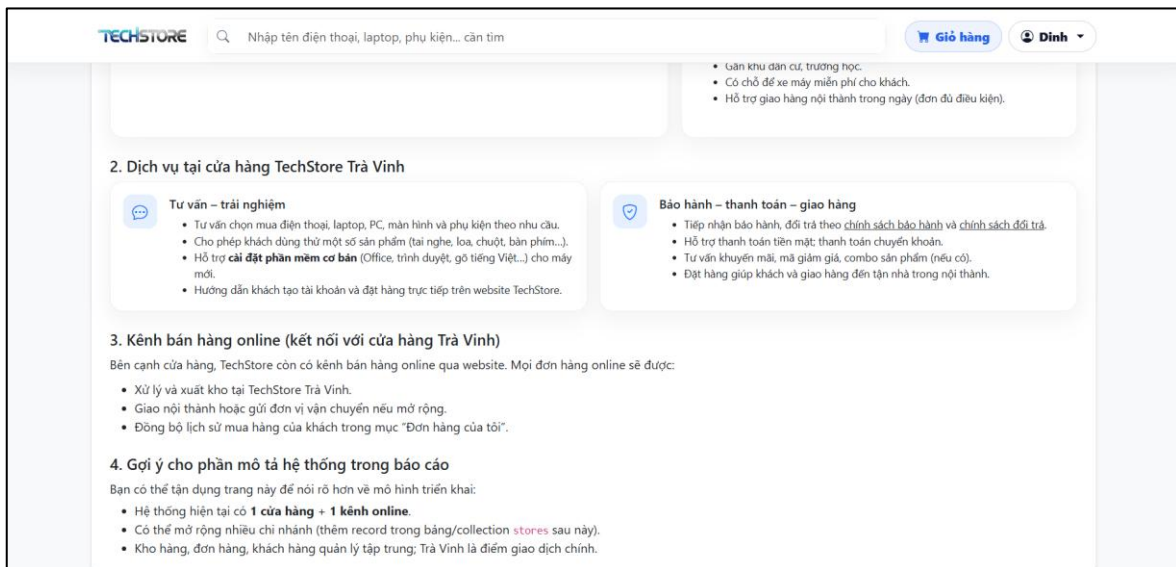 TECHSTORE
Nhập tên điện thoại, laptop, phụ kiện... cần tìm
Giỏ hàng
Dinh
• Gần khu dân cư, trường học.
• Có chỗ để xe máy miễn phí cho khách.
• Hỗ trợ giao hàng nội thành trong ngày (đơn đủ điều kiện).
2. Dịch vụ tại cửa hàng TechStore Trà Vinh
Tư vấn – trải nghiệm
• Tư vấn chọn mua điện thoại, laptop, PC, màn hình và phụ kiện theo nhu cầu.
• Cho phép khách dùng thử một số sản phẩm (tai nghe, loa, chuột, bàn phím...).
• Hỗ trợ cài đặt phần mềm cơ bản (Office, trình duyệt, gõ tiếng Việt...) cho máy
mới.
• Hướng dẫn khách tạo tài khoản và đặt hàng trực tiếp trên website TechStore.
Bảo hành – thanh toán – giao hàng
• Tiếp nhận bảo hành, đổi trả theo chính sách bảo hành và chính sách đổi trả.
• Hỗ trợ thanh toán tiền mặt; thanh toán chuyển khoản.
• Tư vấn khuyến mãi, mã giảm giá, combo sản phẩm (nếu có).
• Đặt hàng giúp khách và giao hàng đến tận nhà trong nội thành.
3. Kênh bán hàng online (kết nối với cửa hàng Trà Vinh)
Bên cạnh cửa hàng, TechStore còn có kênh bán hàng online qua website. Mọi đơn hàng online sẽ được:
• Xử lý và xuất kho tại TechStore Trà Vinh.
• Giao nội thành hoặc gửi đơn vị vận chuyển nếu mở rộng.
• Đồng bộ lịch sử mua hàng của khách trong mục "Đơn hàng của tôi".
4. Gợi ý cho phần mô tả hệ thống trong báo cáo
Bạn có thể tận dụng trang này để nói rõ hơn về mô hình triển khai:
• Hệ thống hiện tại có 1 cửa hàng + 1 kênh online.
• Có thể mở rộng nhiều chi nhánh (thêm record trong bảng/collection stores sau này).
• Kho hàng, đơn hàng, khách hàng quản lý tập trung; Trà Vinh là điểm giao dịch chính.